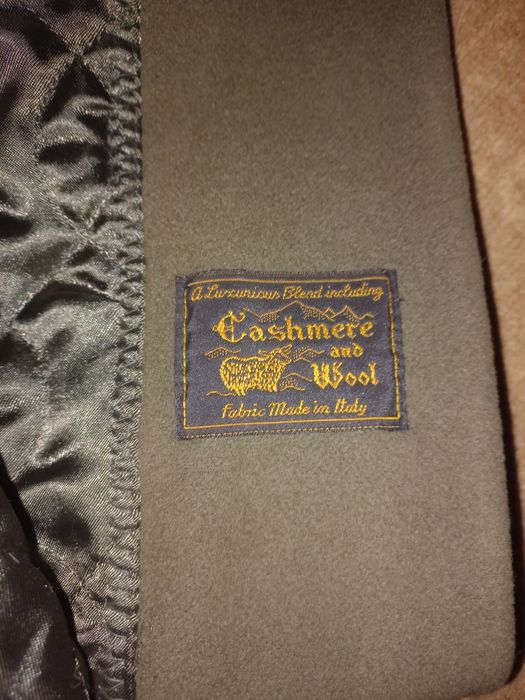 A Luxurious Blend including
Cashmere
and
Wool
Fabric Made in Italy